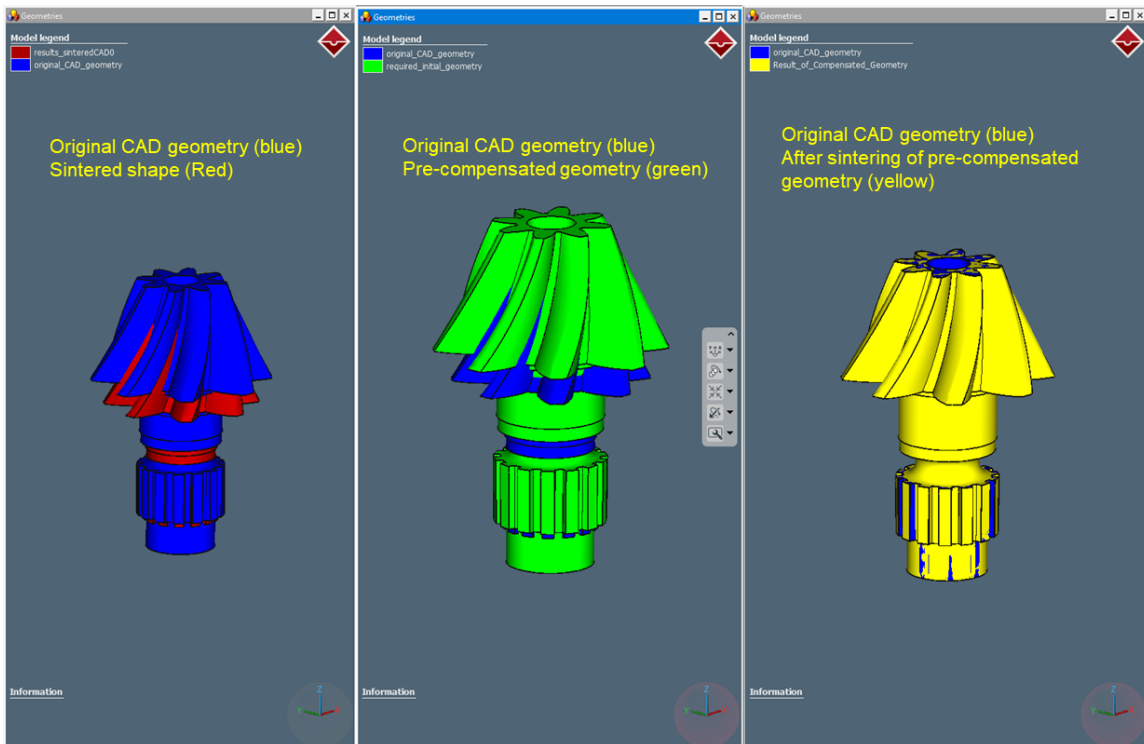 Geometries
Model legend
results_sinteredCAD0
original_CAD_geometry
Original CAD geometry (blue)
Sintered shape (Red)
Information
Z
Y
X
Geometries
Model legend
original_CAD_geometry
required_initial_geometry
Original CAD geometry (blue)
Pre-compensated geometry (green)
Information
Z
Y
X
Geometries
Model legend
original_CAD_geometry
Result_of_Compensated_Geometry
Original CAD geometry (blue)
After sintering of pre-compensated
geometry (yellow)
Information
Z
Y
X